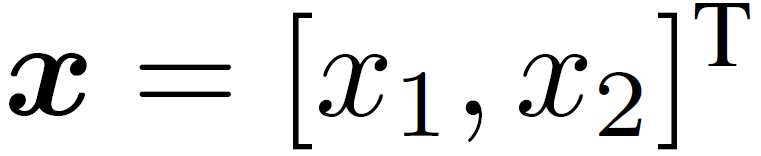 𝒙 = [x₁, x₂]ᵀ